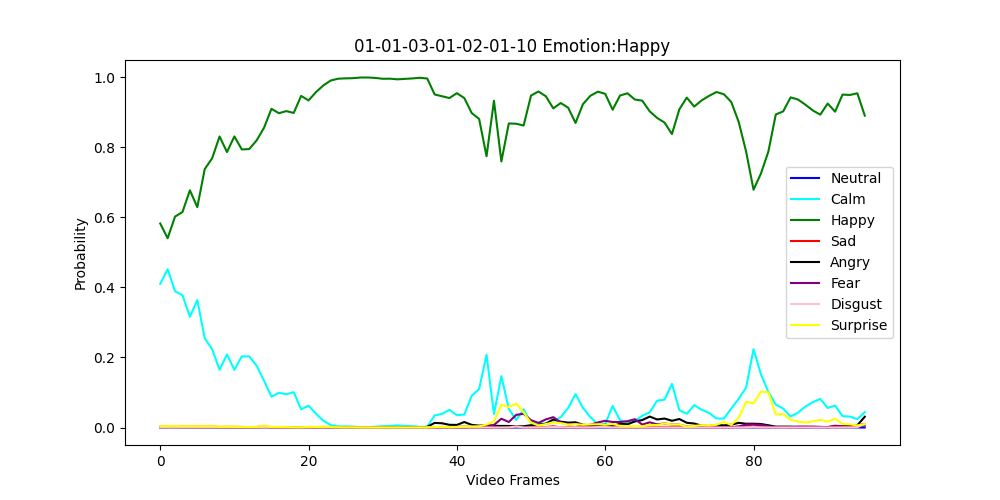 01-01-03-01-02-01-10 Emotion:Happy
1.0
0.8
0.6
0.4
0.2
0.0
Probability
0 20 40 60 80
Video Frames
Neutral
Calm
Happy
Sad
Angry
Fear
Disgust
Surprise